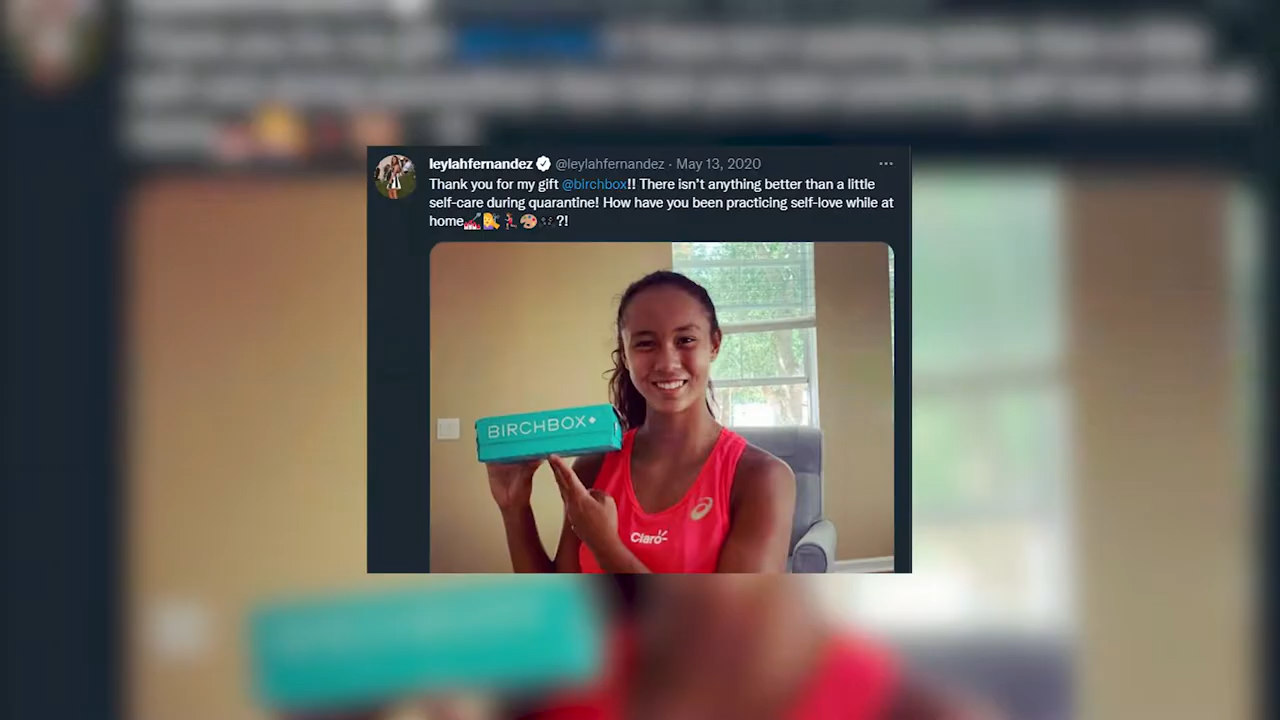 leylahfernandez @leylahfernandez · May 13, 2020 ...
Thank you for my gift @birchbox!! There isn't anything better than a little
self-care during quarantine! How have you been practicing self-love while at
home?!
BIRCHBOX
Claro